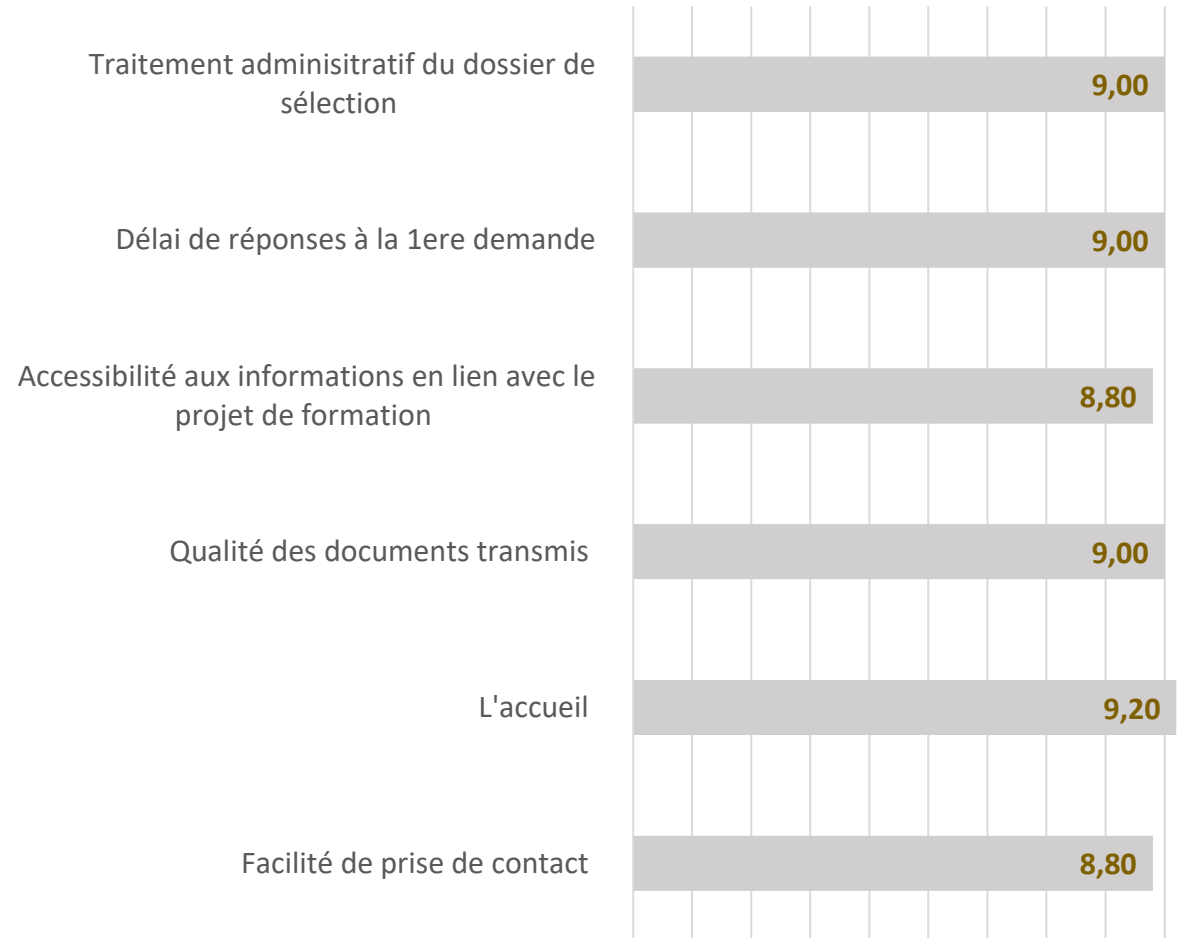 Traitement adminisitratif du dossier de
sélection
9,00
Délai de réponses à la 1ere demande
9,00
Accessibilité aux informations en lien avec le
projet de formation
8,80
Qualité des documents transmis
9,00
L'accueil
9,20
Facilité de prise de contact
8,80